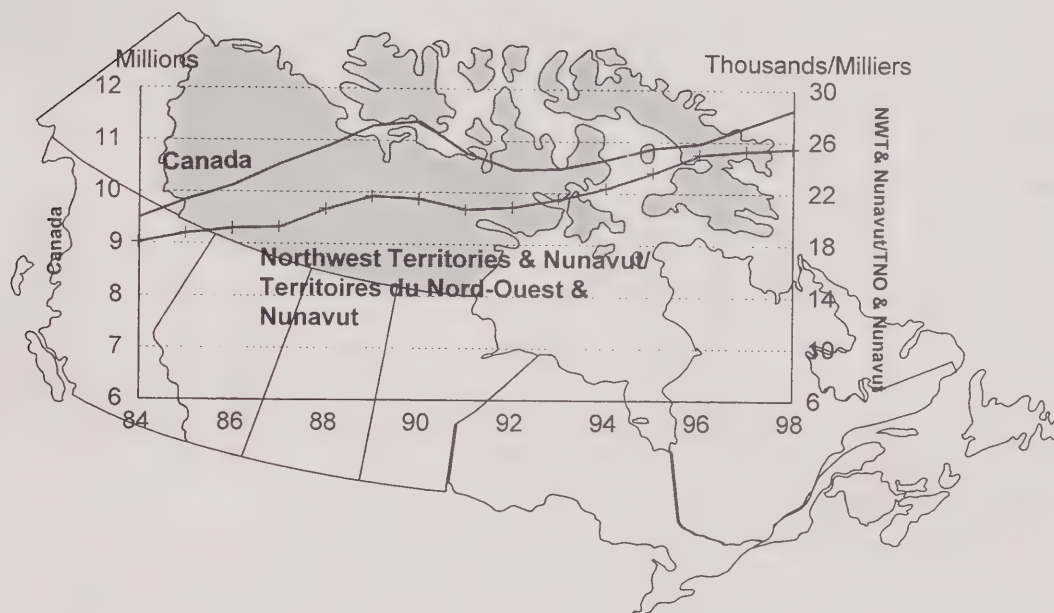 Millions
Thousands/Milliers
12
11
10
9
8
7
6
Canada
Canada
Northwest Territories & Nunavut/
Territoires du Nord-Ouest &
Nunavut
30
26
22
18
14
10
6
NWT& Nunavut/TNO & Nunavut
84
86
88
90
92
94
96
98